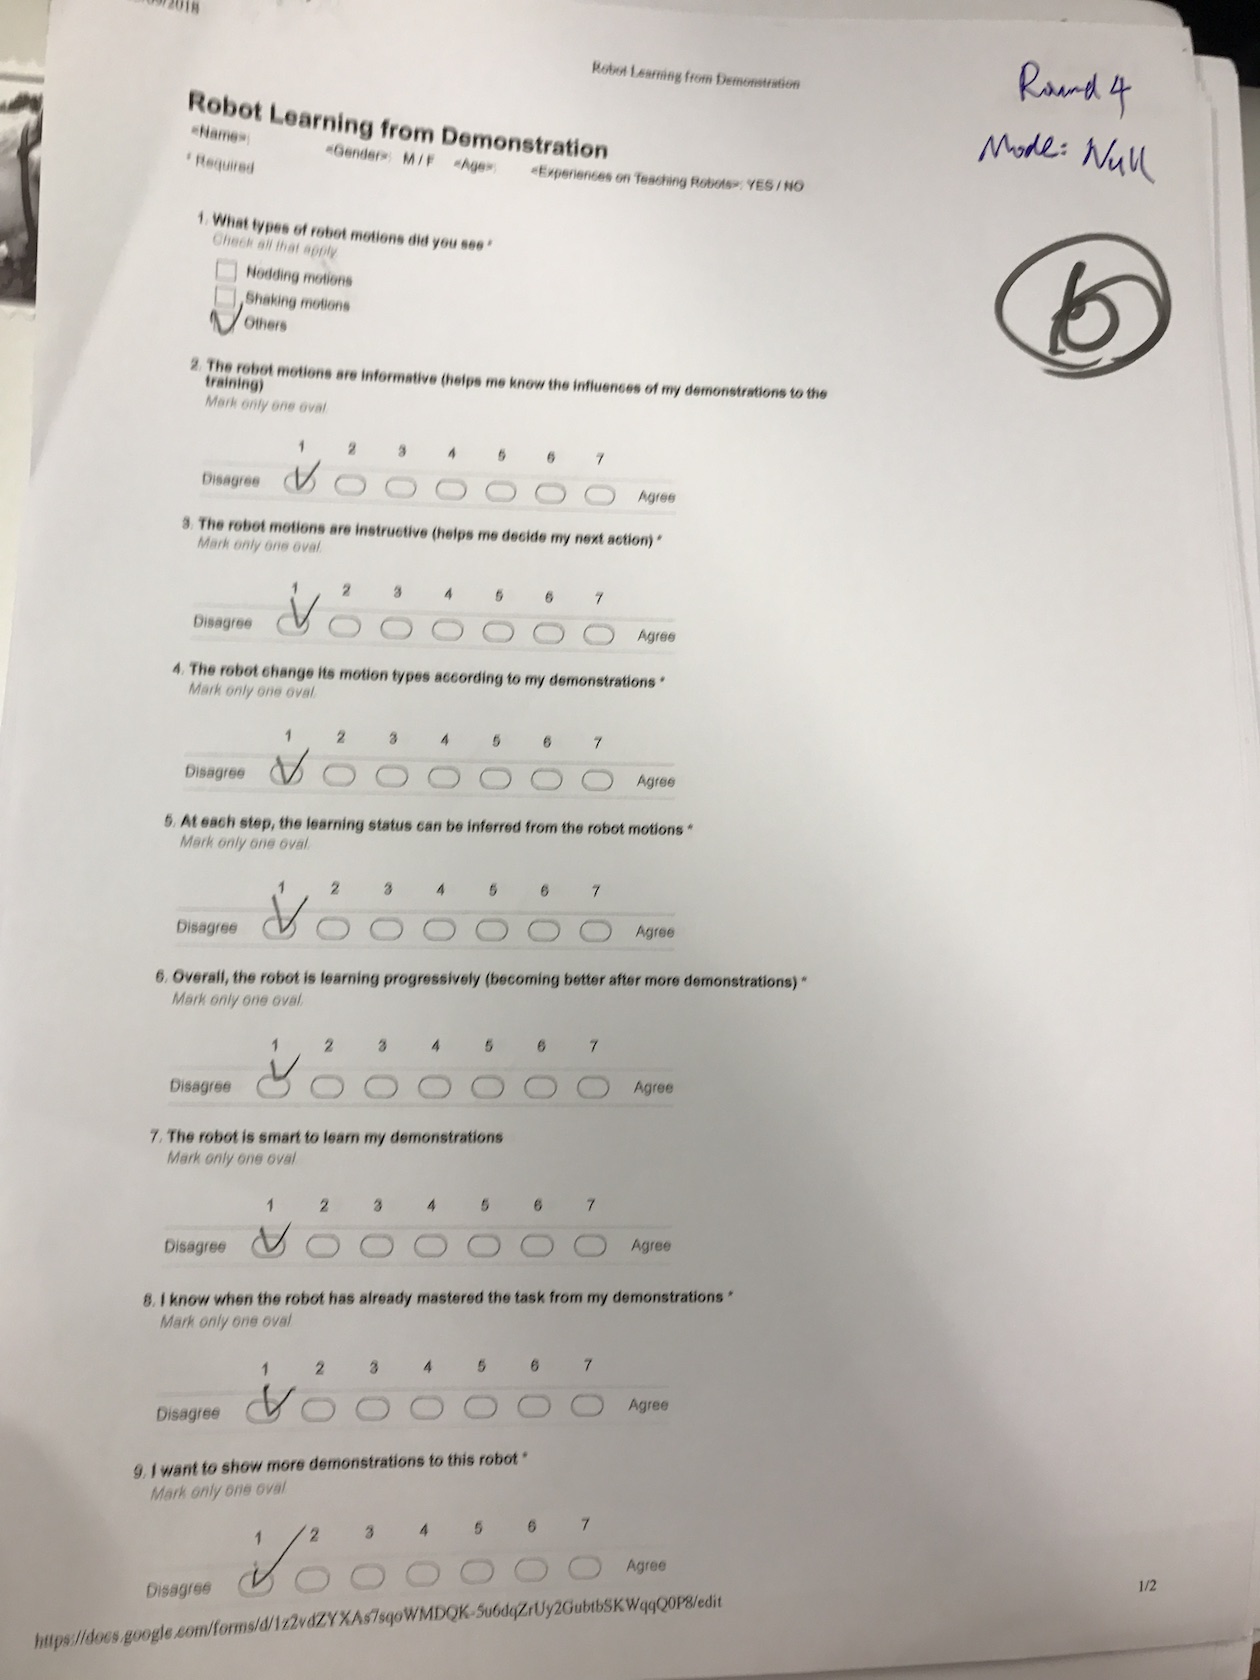 09/2018
Robot Learning from Demonstration
Round 4
Mode: Null
Robot Learning from Demonstration
<Name>: <Gender>: M / F <Age>: <Experiences on Teaching Robots>: YES / NO
* Required
1. What types of robot motions did you see *
Check all that apply.
Nodding motions
Shaking motions
Others
2. The robot motions are informative (helps me know the influences of my demonstrations to the
training)
Mark only one oval.
1 2 3 4 5 6 7
Disagree Agree
3. The robot motions are instructive (helps me decide my next action) *
Mark only one oval.
1 2 3 4 5 6 7
Disagree Agree
4. The robot change its motion types according to my demonstrations *
Mark only one oval.
1 2 3 4 5 6 7
Disagree Agree
5. At each step, the learning status can be inferred from the robot motions *
Mark only one oval.
1 2 3 4 5 6 7
Disagree Agree
6. Overall, the robot is learning progressively (becoming better after more demonstrations) *
Mark only one oval.
1 2 3 4 5 6 7
Disagree Agree
7. The robot is smart to learn my demonstrations
Mark only one oval.
1 2 3 4 5 6 7
Disagree Agree
8. I know when the robot has already mastered the task from my demonstrations *
Mark only one oval.
1 2 3 4 5 6 7
Disagree Agree
9. I want to show more demonstrations to this robot *
Mark only one oval.
1 2 3 4 5 6 7
Disagree Agree
https://docs.google.com/forms/d/1z2vdZYXAs7sqoWMDQK-5u6dqZrUy2GubtbSKWqqQ0P8/edit
1/2